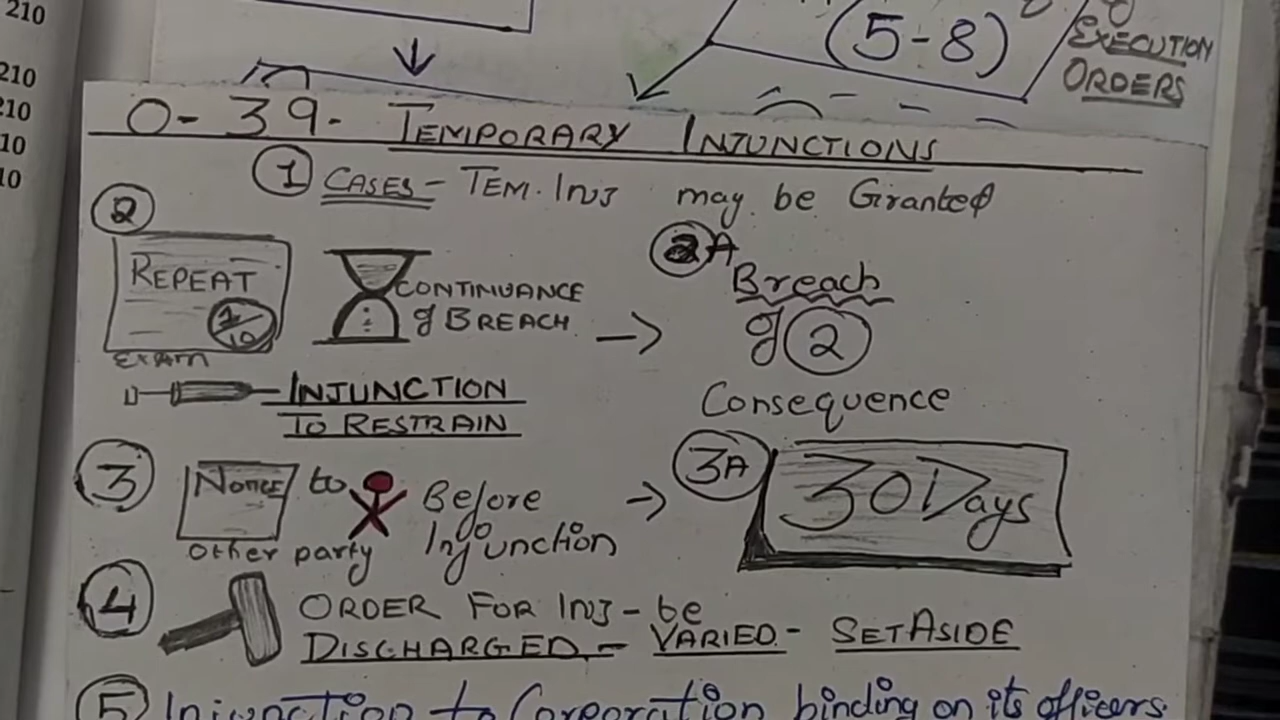 210
210
210
10
10
(5-8)
EXECUTION
ORDERS
O- 39- TEMPORARY INJUNCTIONS
1 CASES - TEM. INJ may be Granted
2
REPEAT
EXAM
CONTINUANCE
of BREACH
2A
Breach
of 2
Consequence
INJUNCTION
TO RESTRAIN
3 NOTICE to Before
Other party Injunction
3A 30 Days
4 ORDER FOR INJ - be
DISCHARGED - VARIED - SET ASIDE
5 Injunction to Corporation binding on its officers.